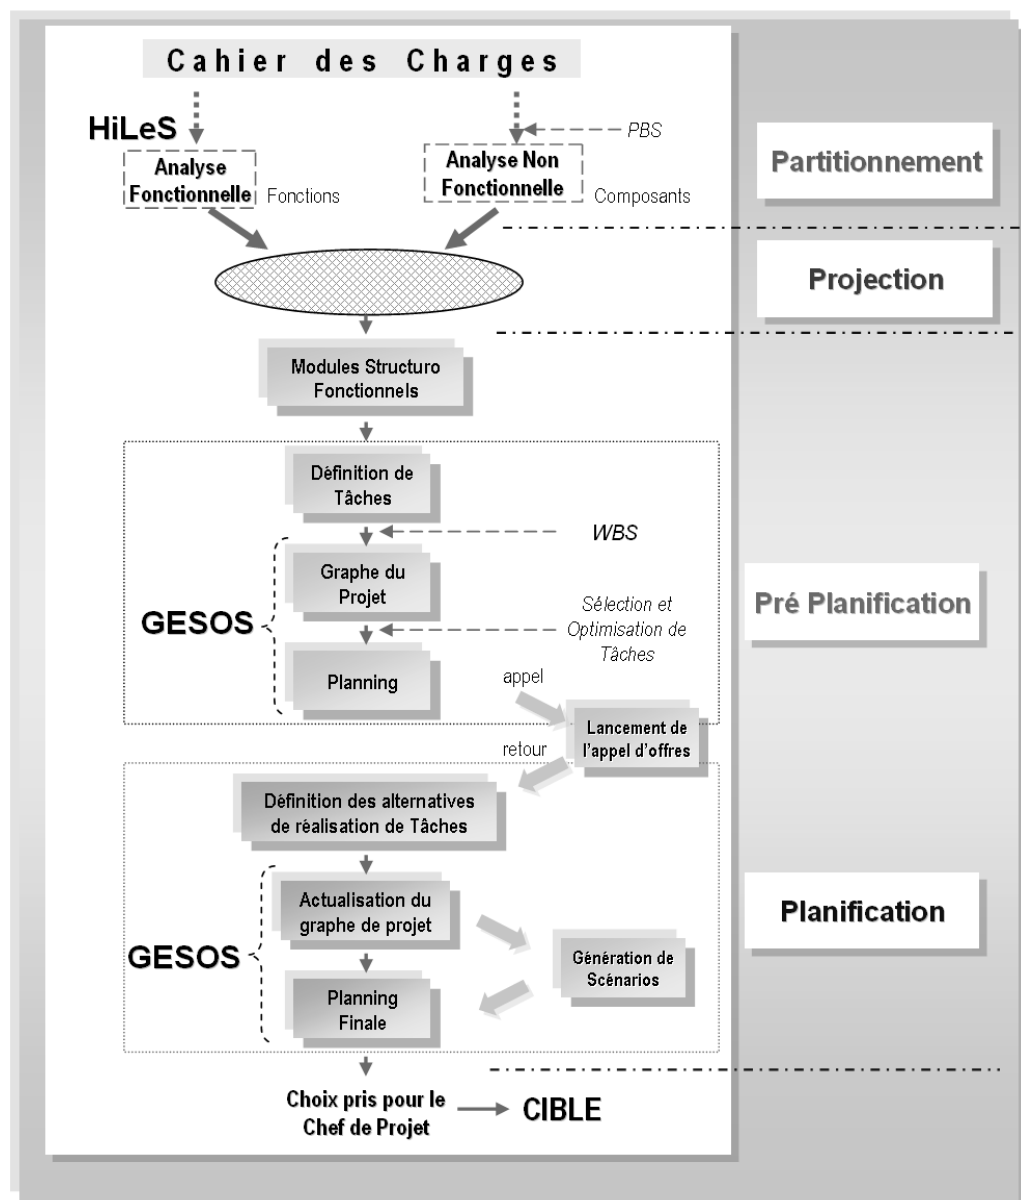 Cahier des Charges
HiLeS
PBS
Analyse
Fonctionnelle
Fonctions
Analyse Non
Fonctionnelle
Composants
Partitionnement
Projection
Modules Structuro
Fonctionnels
Définition de
Tâches
WBS
Graphe du
Projet
GESOS
Sélection et
Optimisation de
Tâches
Pré Planification
Planning
appel
Lancement de
l'appel d'offres
retour
Définition des alternatives
de réalisation de Tâches
Actualisation du
graphe de projet
GESOS
Génération de
Scénarios
Planification
Planning
Finale
Choix pris pour le
Chef de Projet
CIBLE